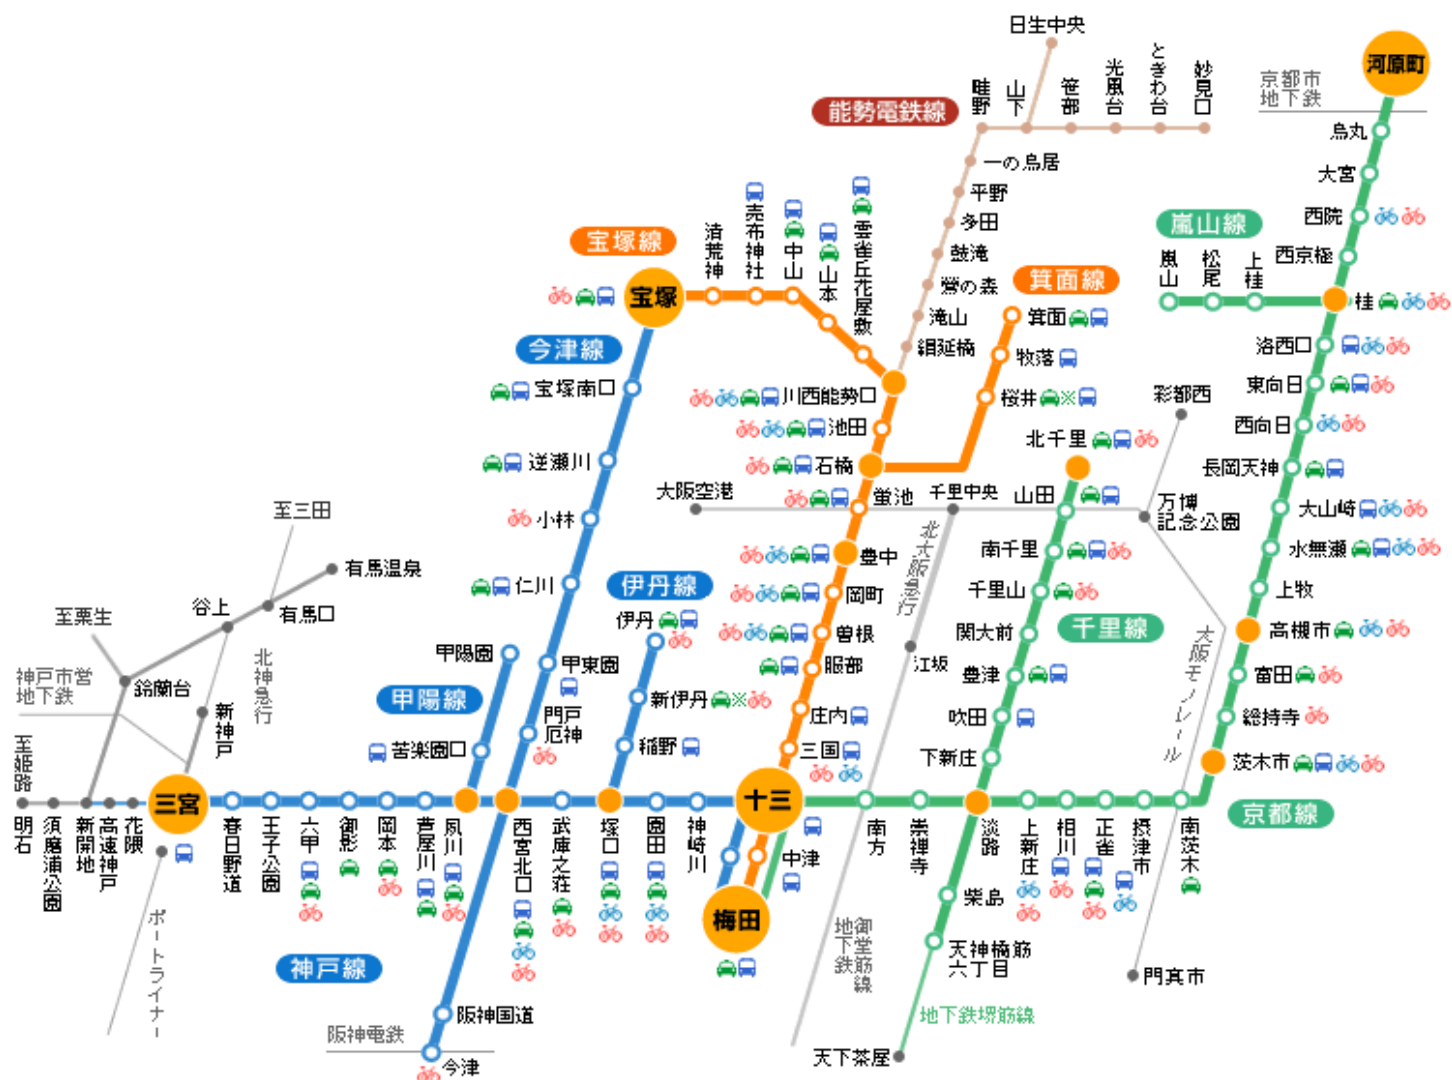 日生中央
河原町
京都市
地下鉄
能勢電鉄線
畦野
山下
笹部
光風台
ときわ台
妙見口
烏丸
一の鳥居
大宮
平野
売布神社
多田
西院
嵐山線
宝塚線
清荒神
中山
山本
雲雀丘花屋敷
鼓滝
西京極
嵐山
松尾
上桂
鶯の森
箕面線
宝塚
桂
滝山
箕面
今津線
絹延橋
牧落
洛西口
宝塚南口
川西能勢口
桜井
※
東向日
彩都西
池田
北千里
西向日
逆瀬川
石橋
長岡天神
大阪空港
蛍池
千里中央
山田
万博
記念公園
大山崎
至三田
小林
北大阪急行
豊中
南千里
水無瀬
有馬温泉
伊丹線
仁川
岡町
千里山
上牧
谷上
有馬口
至粟生
伊丹
曽根
関大前
千里線
高槻市
甲陽園
甲東園
服部
江坂
大阪モノレール
神戸市営
地下鉄
鈴蘭台
北神急行
豊津
富田
甲陽線
新伊丹
※
庄内
新神戸
門戸
厄神
吹田
総持寺
至姫路
苦楽園口
稲野
三国
下新庄
茨木市
三宮
十三
京都線
明石
須磨浦公園
新開地
高速神戸
花隈
春日野道
王子公園
六甲
御影
岡本
芦屋川
夙川
西宮北口
武庫之荘
塚口
園田
神崎川
中津
南方
崇禅寺
淡路
上新庄
相川
正雀
摂津市
南茨木
柴島
梅田
ポートライナー
地下鉄
御堂筋線
天神橋筋
六丁目
神戸線
門真市
阪神国道
地下鉄堺筋線
阪神電鉄
今津
天下茶屋